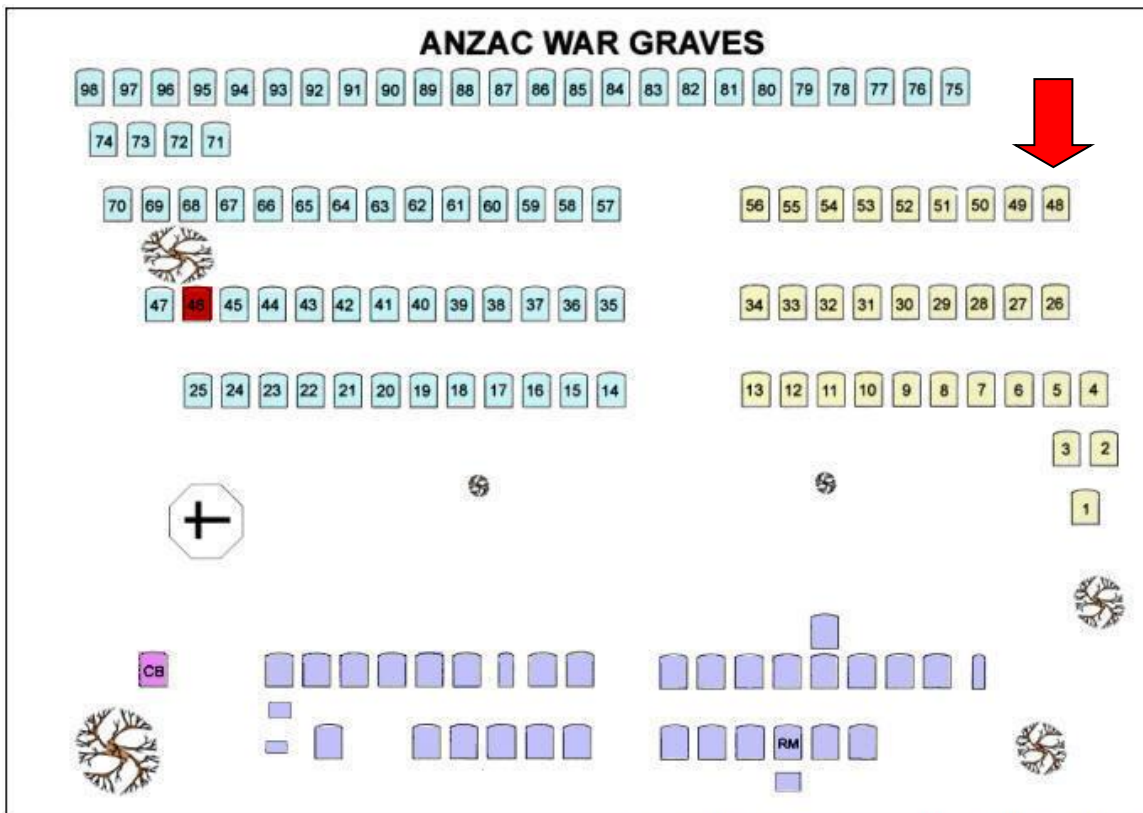 ANZAC WAR GRAVES
98 97 96 95 94 93 92 91 90 89 88 87 86 85 84 83 82 81 80 79 78 77 76 75
74 73 72 71
70 69 68 67 66 65 64 63 62 61 60 59 58 57 56 55 54 53 52 51 50 49 48
47 46 45 44 43 42 41 40 39 38 37 36 35 34 33 32 31 30 29 28 27 26
25 24 23 22 21 20 19 18 17 16 15 14 13 12 11 10 9 8 7 6 5 4
3 2
1
CB
RM